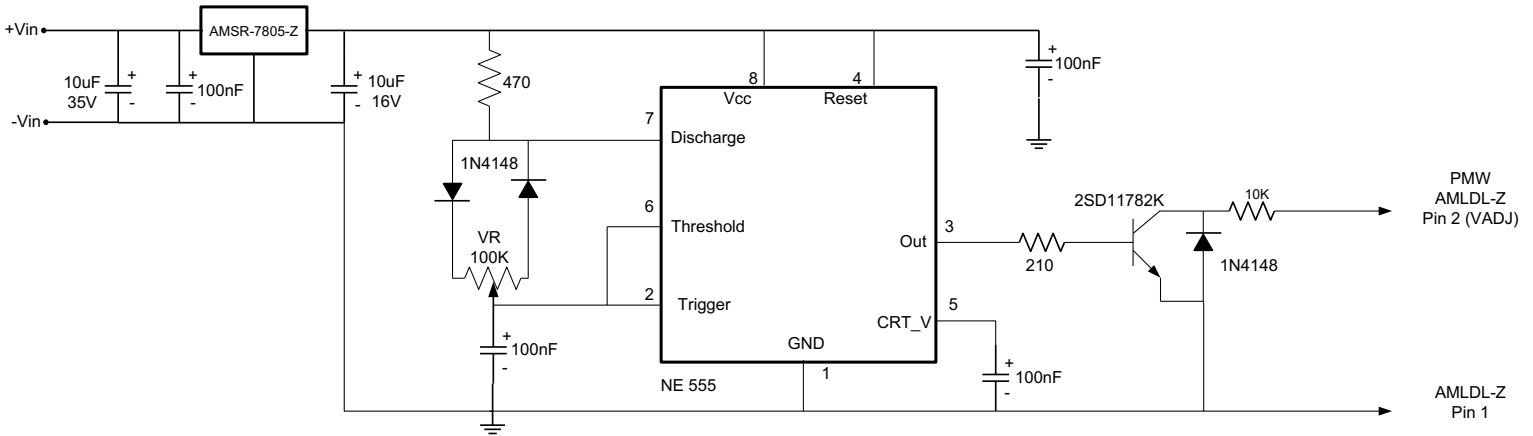 +Vin
AMSR-7805-Z
10uF
35V
+
-
+
100nF
-
+
10uF
-
16V
-Vin
470
1N4148
VR
100K
+
100nF
-
7
Discharge
6
Threshold
2
Trigger
8
Vcc
4
Reset
Out
3
CRT_V
5
GND
1
NE 555
+
100nF
-
210
+
100nF
-
2SD11782K
10K
1N4148
PMW
AMLDL-Z
Pin 2 (VADJ)
AMLDL-Z
Pin 1